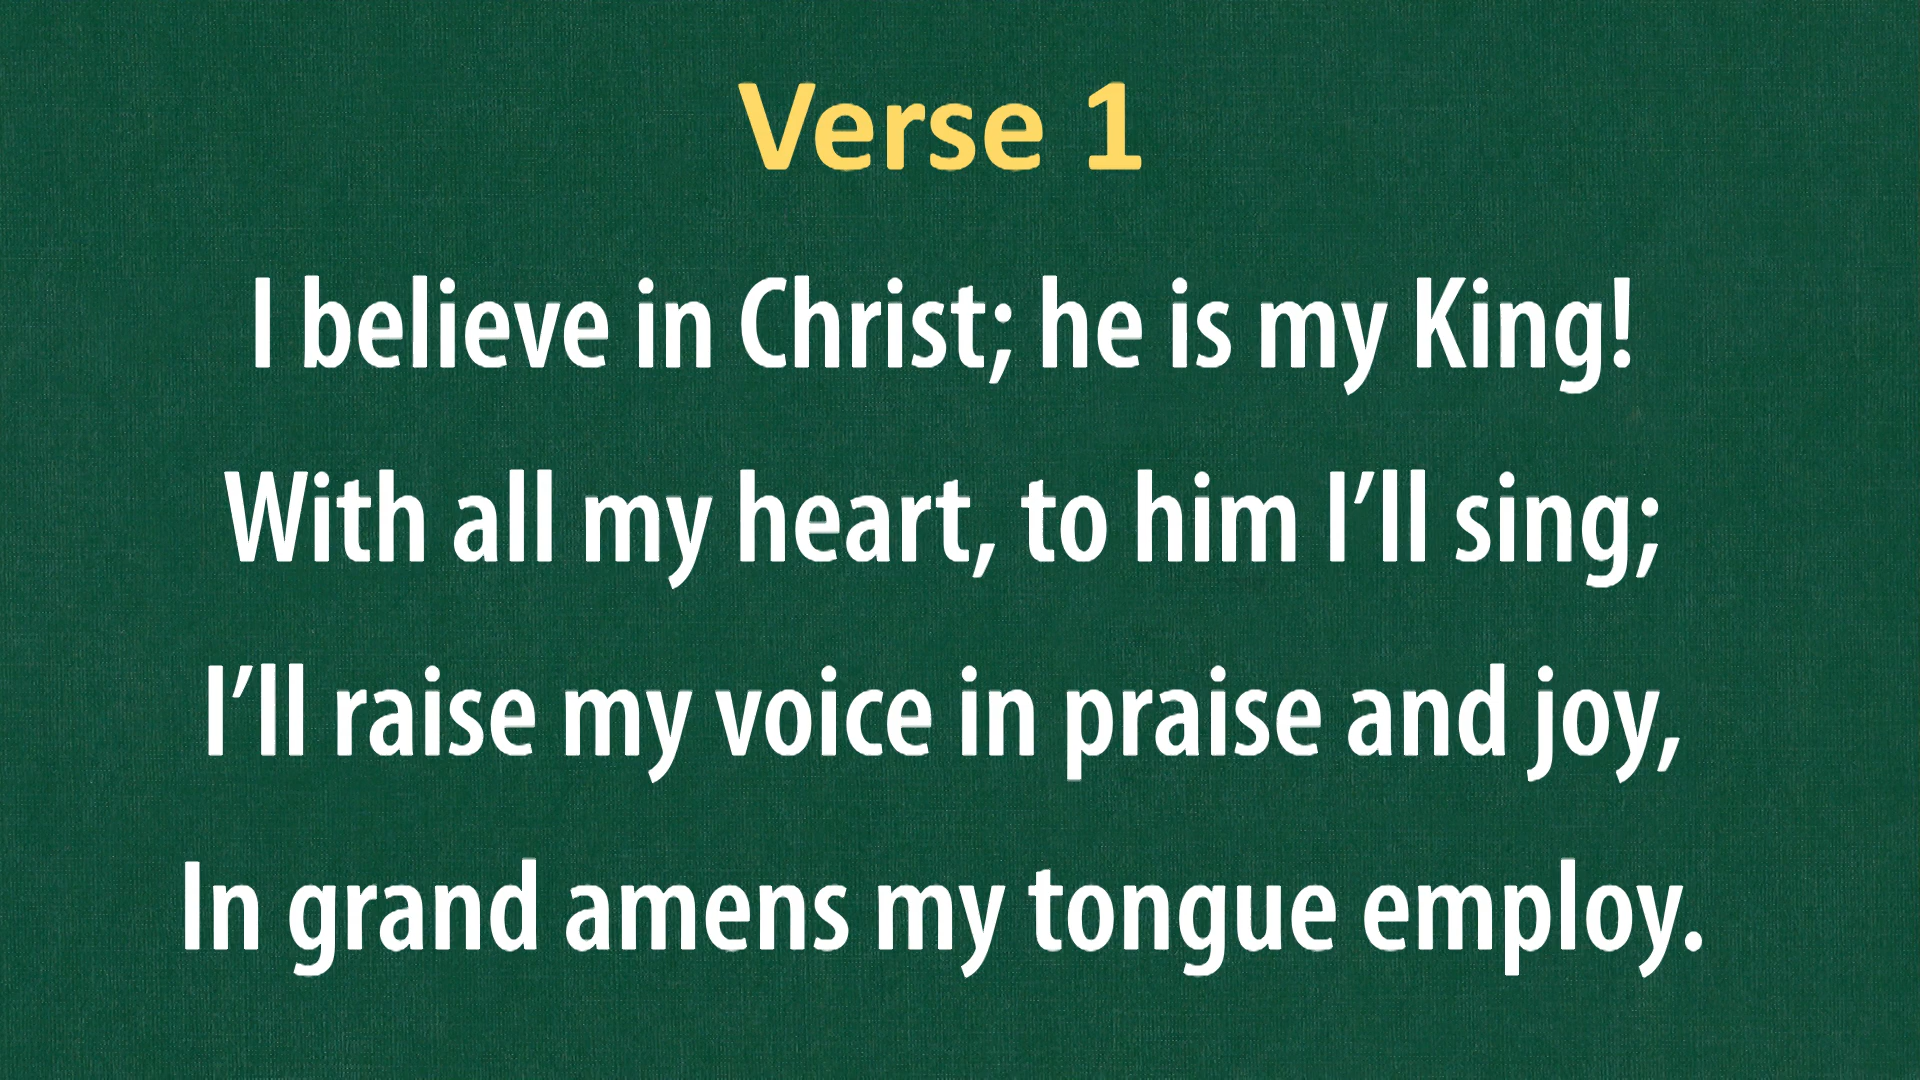 Verse 1
I believe in Christ; he is my King!
With all my heart, to him I’ll sing;
I’ll raise my voice in praise and joy,
In grand amens my tongue employ.